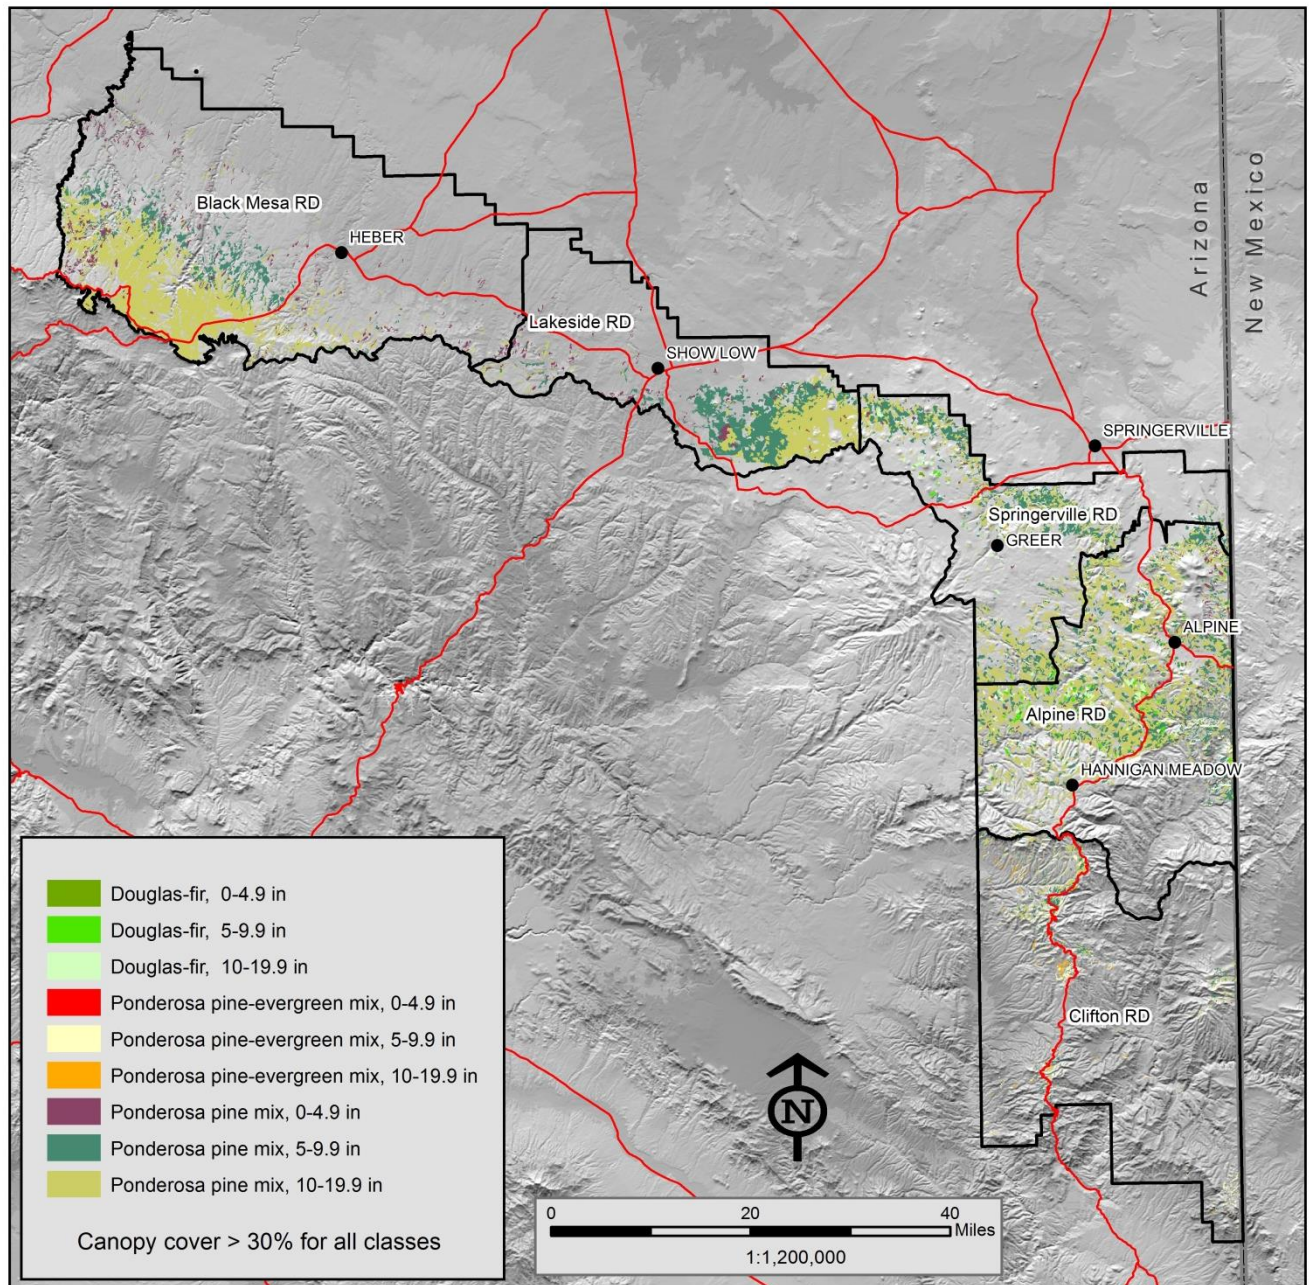 Arizona
New Mexico
Black Mesa RD
HEBER
Lakeside RD
SHOW LOW
SPRINGERVILLE
Springerville RD
GREER
ALPINE
Alpine RD
HANNIGAN MEADOW
Clifton RD
Douglas-fir, 0-4.9 in
Douglas-fir, 5-9.9 in
Douglas-fir, 10-19.9 in
Ponderosa pine-evergreen mix, 0-4.9 in
Ponderosa pine-evergreen mix, 5-9.9 in
Ponderosa pine-evergreen mix, 10-19.9 in
Ponderosa pine mix, 0-4.9 in
Ponderosa pine mix, 5-9.9 in
Ponderosa pine mix, 10-19.9 in
Canopy cover > 30% for all classes
N
0 20 40
Miles
1:1,200,000